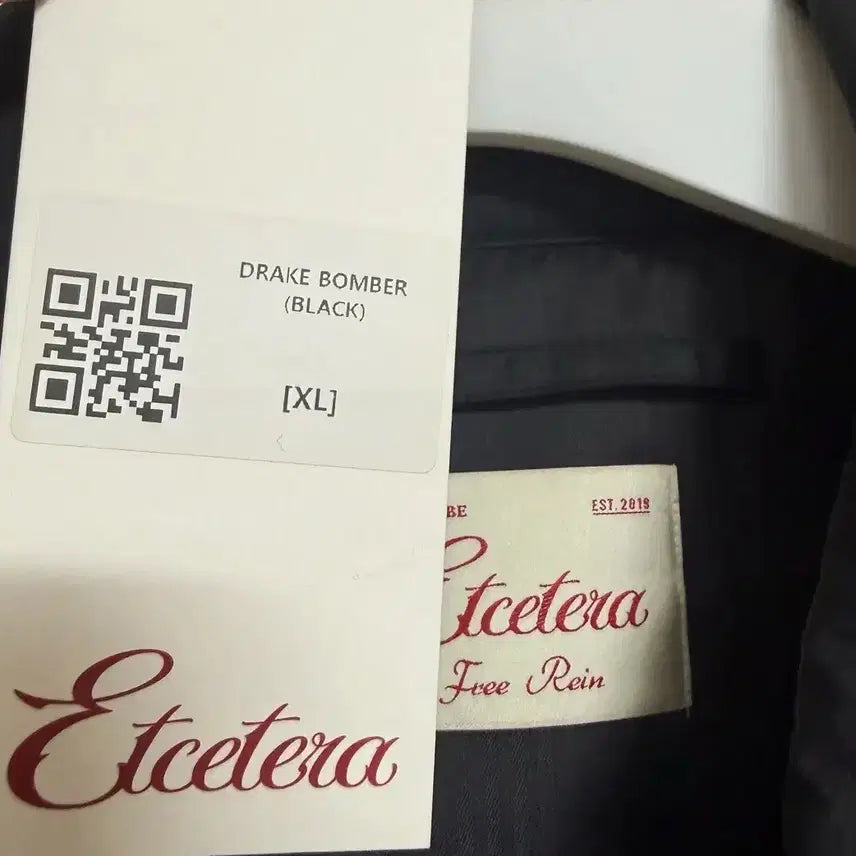 DRAKE BOMBER
(BLACK)
[XL]
Etcetera
BE
EST. 2019
Etcetera
Free Rein